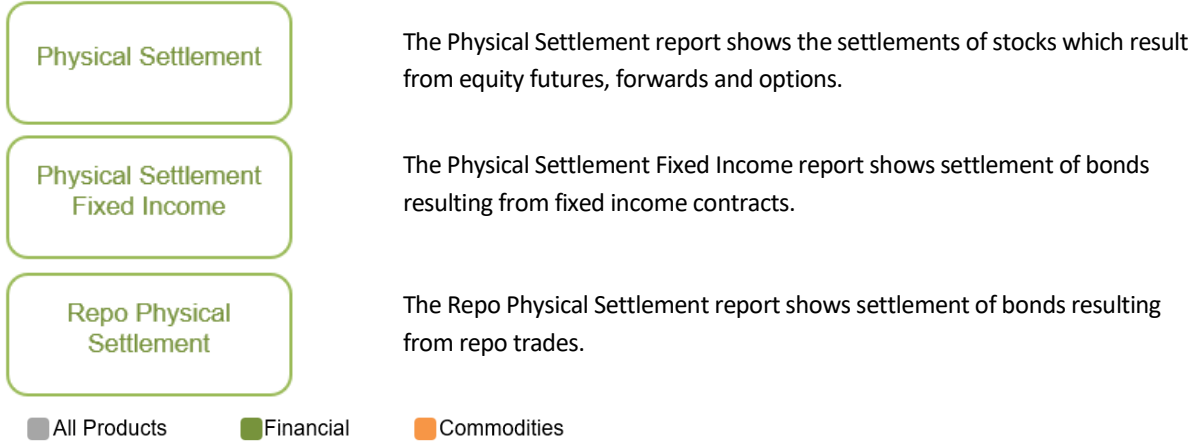 Physical Settlement
The Physical Settlement report shows the settlements of stocks which result
from equity futures, forwards and options.
Physical Settlement
Fixed Income
The Physical Settlement Fixed Income report shows settlement of bonds
resulting from fixed income contracts.
Repo Physical
Settlement
The Repo Physical Settlement report shows settlement of bonds resulting
from repo trades.
All Products Financial Commodities